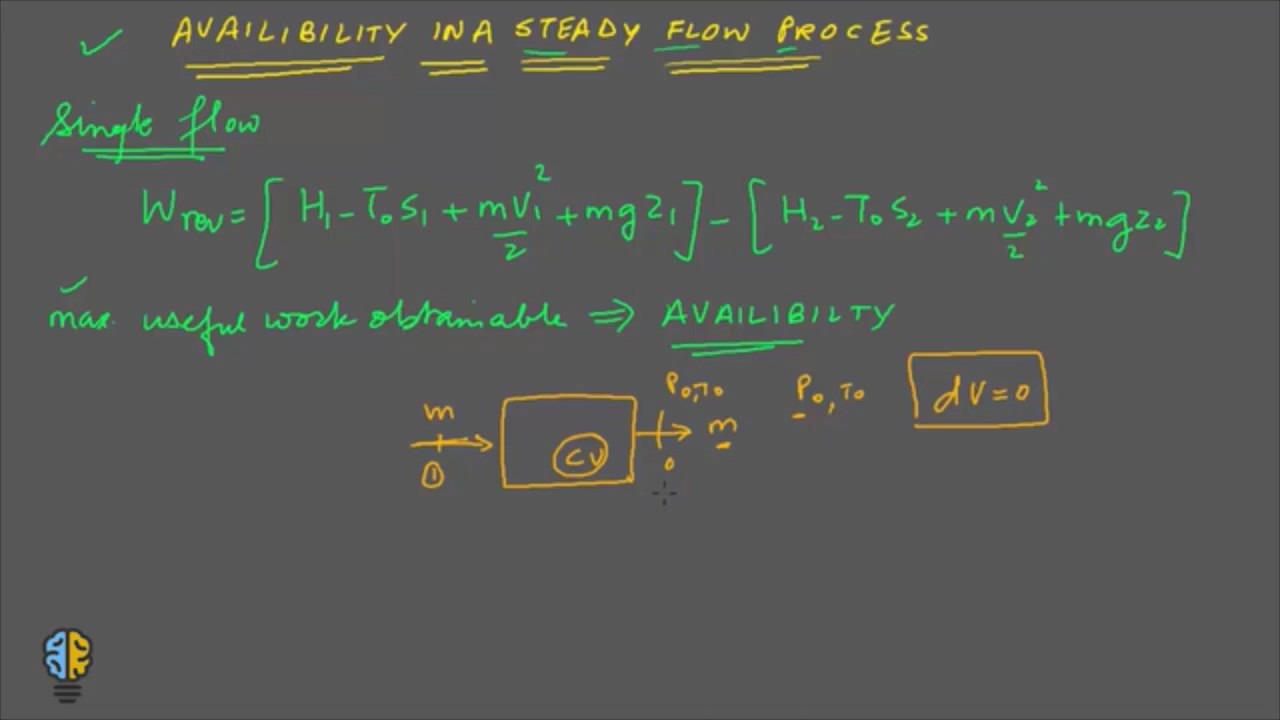 AVAILIBILITY IN A STEADY FLOW PROCESS
Single flow
Wrev = [H₁ - T₀S₁ + mV₁²/2 + mgz₁] - [H₂ - T₀S₂ + mV₂²/2 + mgz₂]
max. useful work obtainable ⇒ AVAILIBILTY
P₀,T₀ P₀,T₀ dV=0
m m
CV
① 0